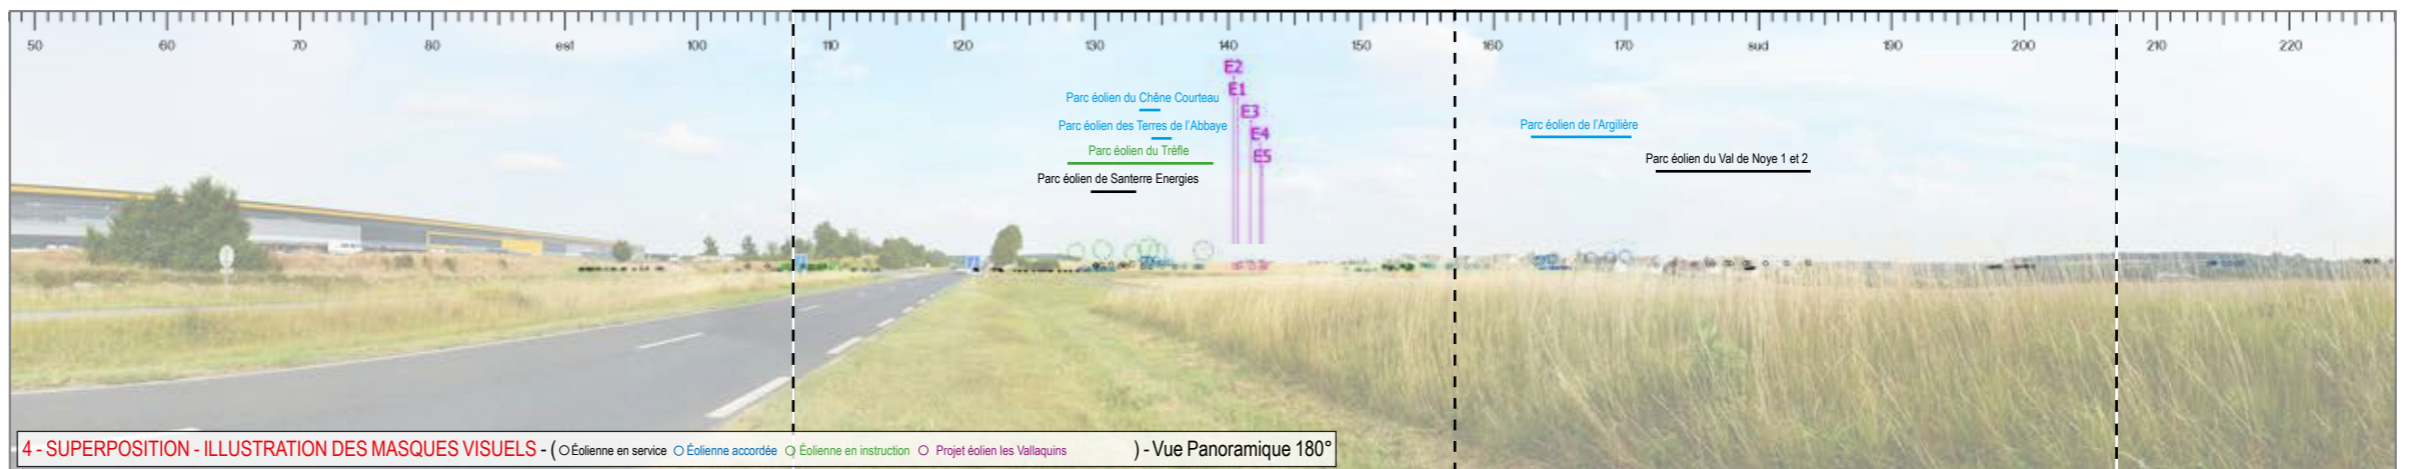 50 60 70 80 est 100 110 120 130 140 150 160 170 sud 190 200 210 220
E2
E1
Parc éolien du Chêne Courteau
E3
Parc éolien des Terres de l'Abbaye
Parc éolien de l'Argilière
E4
Parc éolien du Trèfle
E5
Parc éolien du Val de Noye 1 et 2
Parc éolien de Santerre Energies
4 - SUPERPOSITION - ILLUSTRATION DES MASQUES VISUELS - ( Éolienne en service Éolienne accordée Éolienne en instruction Projet éolien les Vallaquins ) - Vue Panoramique 180°